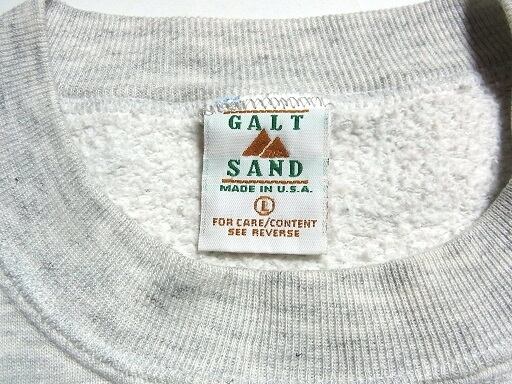 GALT
SAND
MADE IN U.S.A.
L
FOR CARE/CONTENT
SEE REVERSE